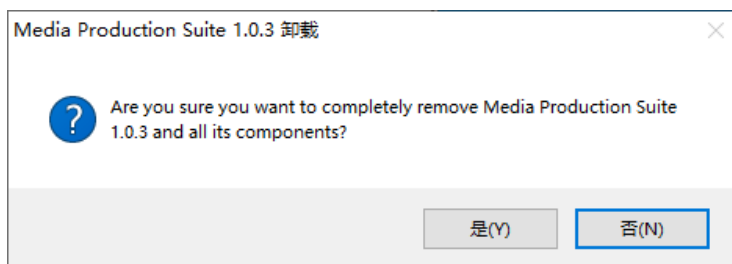 Media Production Suite 1.0.3 卸载
Are you sure you want to completely remove Media Production Suite
1.0.3 and all its components?
是(Y)
否(N)